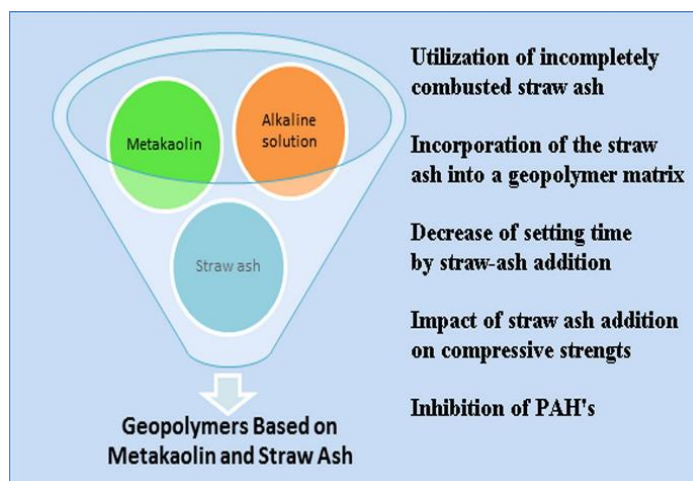 Metakaolin
Alkaline
solution
Straw ash
Geopolymers Based on
Metakaolin and Straw Ash
Utilization of incompletely
combusted straw ash
Incorporation of the straw
ash into a geopolymer matrix
Decrease of setting time
by straw-ash addition
Impact of straw ash addition
on compressive strengts
Inhibition of PAH's